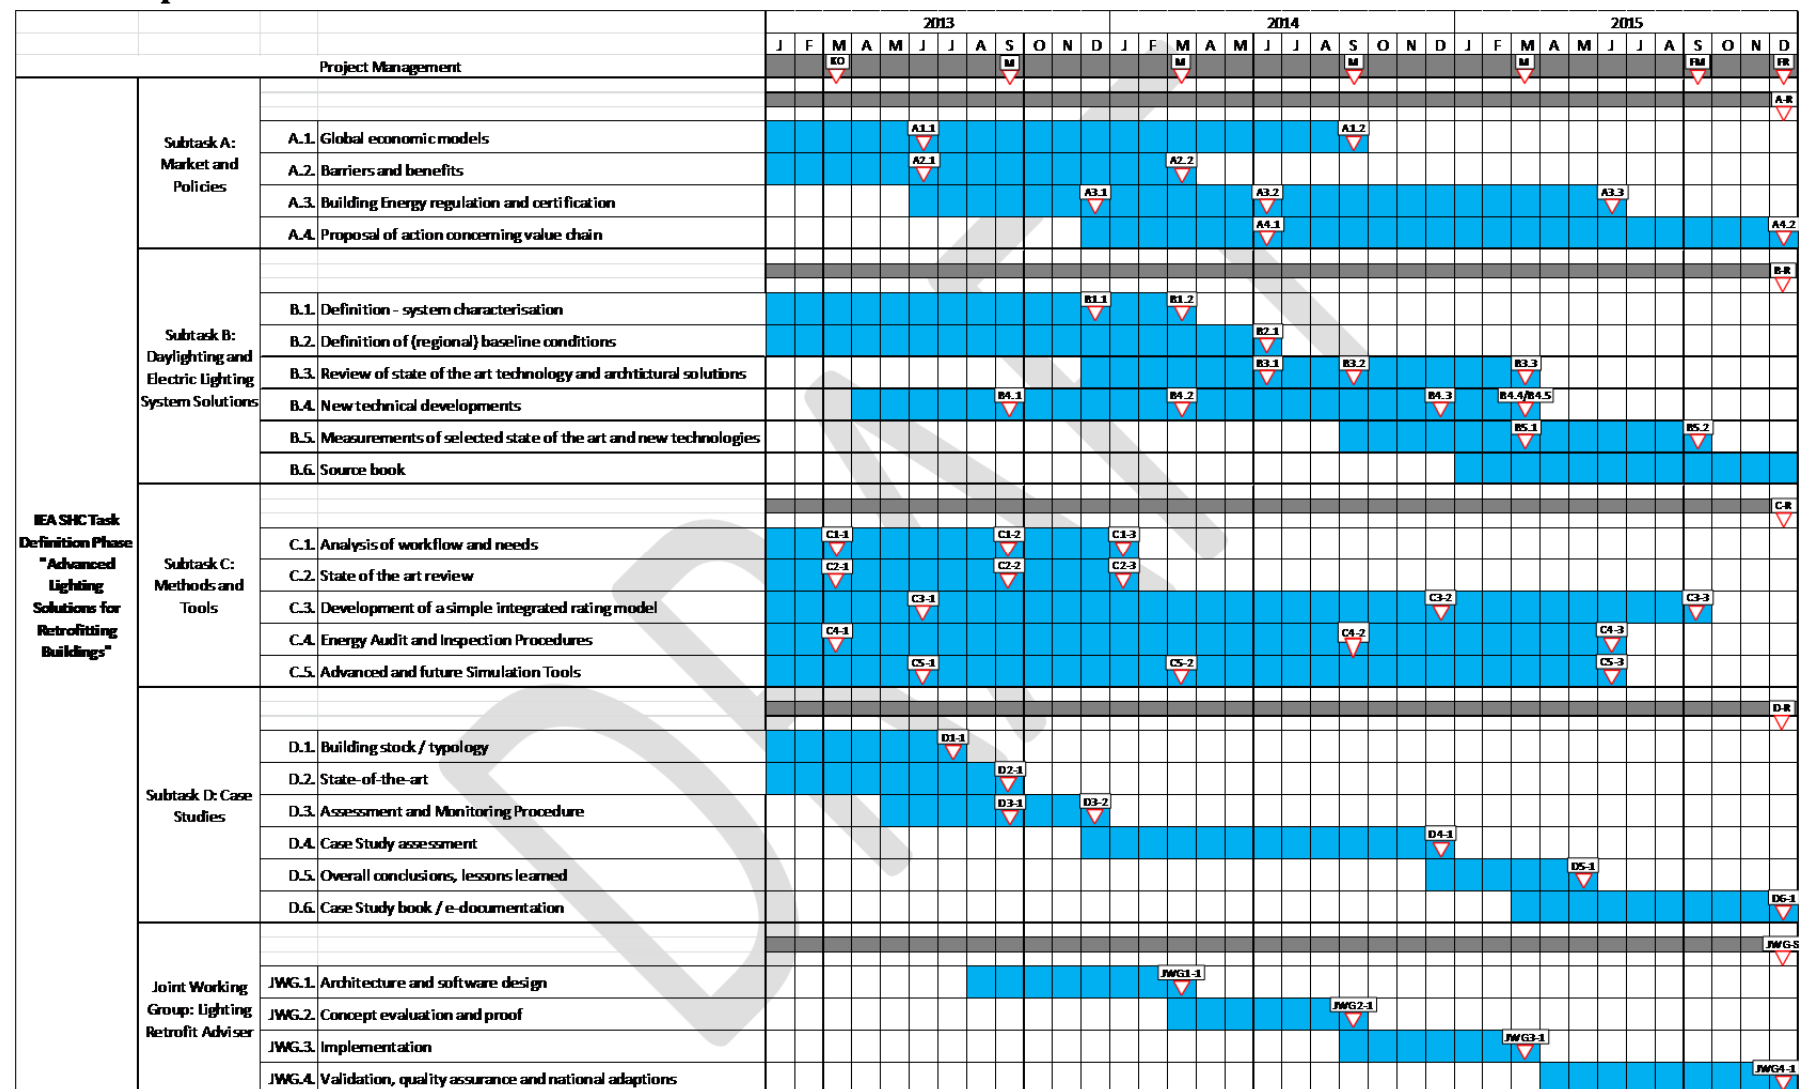 2013 2014 2015
J F M A M J J A S O N D J F M A M J J A S O N D J F M A M J J A S O N D
Project Management KO M M M M FM FR
A-R
A.1. Global economic models A1.1 A1.2
Subtask A:
Market and
Policies
A.2. Barriers and benefits A2.1 A2.2
A.3. Building Energy regulation and certification A3.1 A3.2 A3.3
A.4. Proposal of action concerning value chain A4.1 A4.2
B-R
B.1. Definition - system characterisation B1.1 B1.2
Subtask B:
Daylighting and
Electric Lighting
System Solutions
B.2. Definition of (regional) baseline conditions B2.1
B.3. Review of state of the art technology and archtictural solutions B3.1 B3.2 B3.3
B.4. New technical developments B4.1 B4.2 B4.3 B4.4/B4.5
B.5. Measurements of selected state of the art and new technologies B5.1 B5.2
B.6. Source book
IEA SHC Task
Definition Phase
"Advanced
Lighting
Solutions for
Retrofitting
Buildings"
C-R
C.1. Analysis of workflow and needs C1-1 C1-2 C1-3
Subtask C:
Methods and
Tools
C.2. State of the art review C2-1 C2-2 C2-3
C.3. Development of a simple integrated rating model C3-1 C3-2 C3-3
C.4. Energy Audit and Inspection Procedures C4-1 C4-2 C4-3
C.5. Advanced and future Simulation Tools C5-1 C5-2 C5-3
D-R
D.1. Building stock / typology D1-1
D.2. State-of-the-art D2-1
Subtask D: Case
Studies
D.3. Assessment and Monitoring Procedure D3-1 D3-2
D.4. Case Study assessment D4-1
D.5. Overall conclusions, lessons learned D5-1
D.6. Case Study book / e-documentation D6-1
JWG-S
JWG.1. Architecture and software design JWG1-1
Joint Working
Group: Lighting
Retrofit Adviser
JWG.2. Concept evaluation and proof JWG2-1
JWG.3. Implementation JWG3-1
JWG.4. Validation, quality assurance and national adaptions JWG4-1
DRAFT